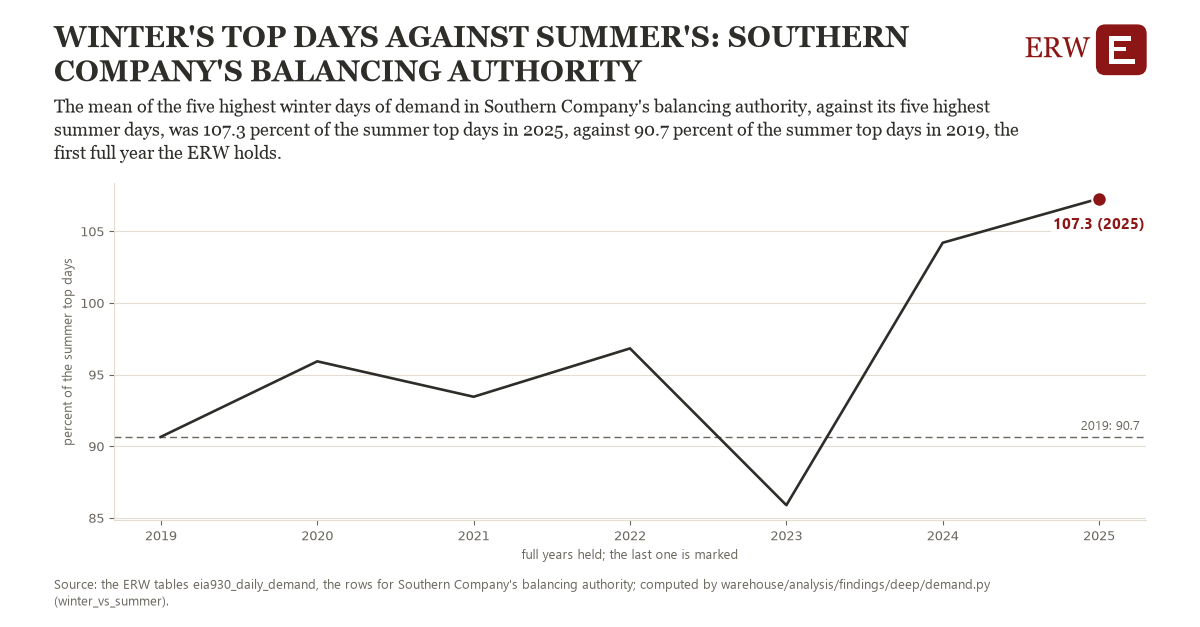 WINTER'S TOP DAYS AGAINST SUMMER'S: SOUTHERN
COMPANY'S BALANCING AUTHORITY
ERW
E
The mean of the five highest winter days of demand in Southern Company's balancing authority, against its five highest
summer days, was 107.3 percent of the summer top days in 2025, against 90.7 percent of the summer top days in 2019, the
first full year the ERW holds.
percent of the summer top days
105
100
95
90
85
107.3 (2025)
2019: 90.7
2019 2020 2021 2022 2023 2024 2025
full years held; the last one is marked
Source: the ERW tables eia930_daily_demand, the rows for Southern Company's balancing authority; computed by warehouse/analysis/findings/deep/demand.py
(winter_vs_summer).